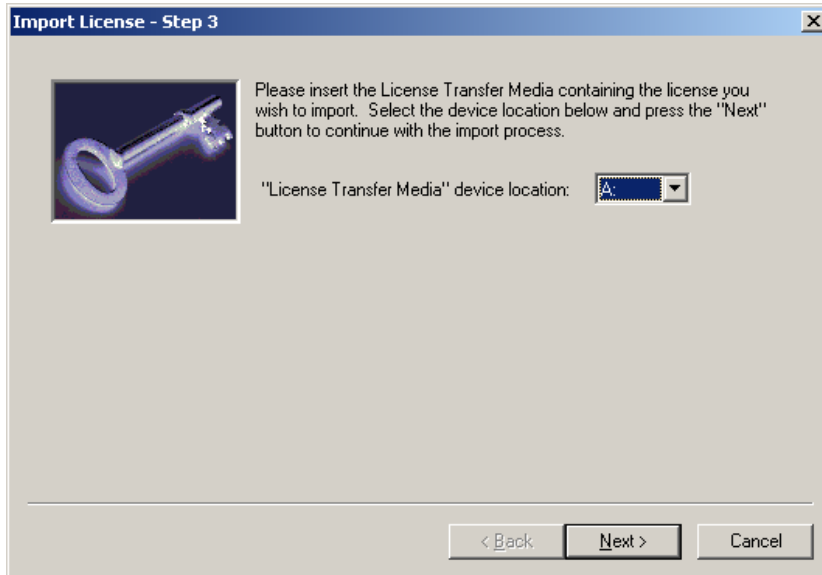 Import License - Step 3
Please insert the License Transfer Media containing the license you
wish to import.  Select the device location below and press the "Next"
button to continue with the import process.
"License Transfer Media" device location:
A:
< Back
Next >
Cancel